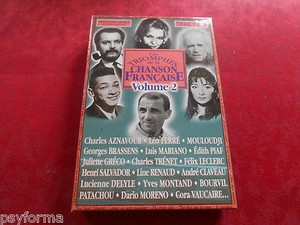 LES
TRIOMPHES
DE LA
CHANSON
FRANÇAISE
Volume 2
Charles AZNAVOUR • Léo FERRÉ • MOULOUDJI
Georges BRASSENS • Luis MARIANO • Édith PIAF
Juliette GRÉCO • Charles TRÉNET • Félix LECLERC
Henri SALVADOR • Line RENAUD • André CLAVEAU
Lucienne DELYLE • Yves MONTAND • BOURVIL
PATACHOU • Dario MORENO • Cora VAUCAIRE...
psyforma